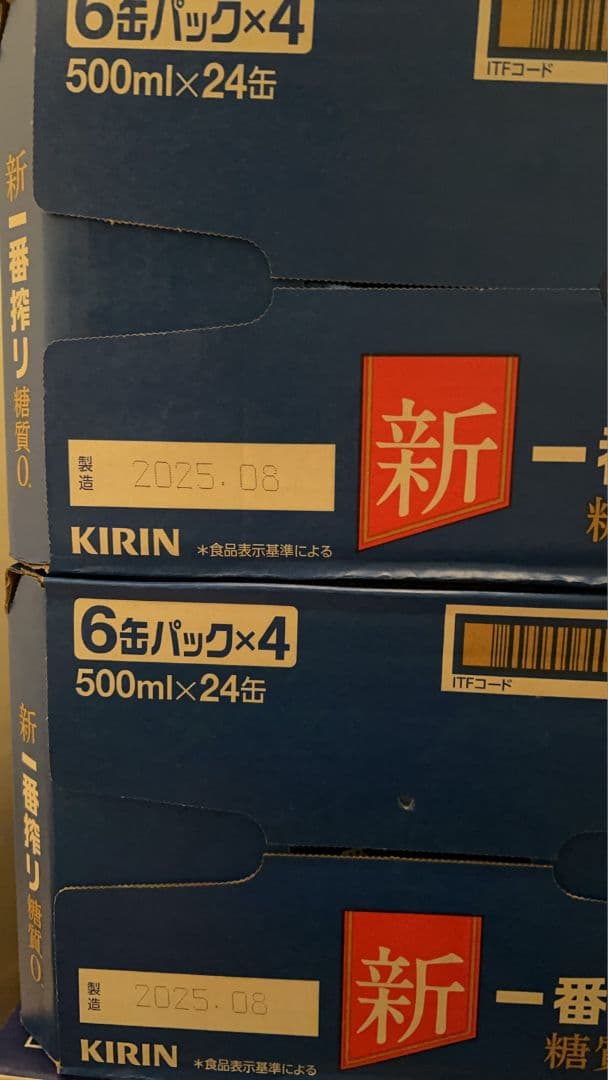 6缶パック×4
500ml×24缶
ITFコード
新一番搾り糖質0.
製造 2025.08
KIRIN ＊食品表示基準による
新一
6缶パック×4
500ml×24缶
ITFコード
新一番搾り糖質0.
製造 2025.08
KIRIN ＊食品表示基準による
新一番
糖